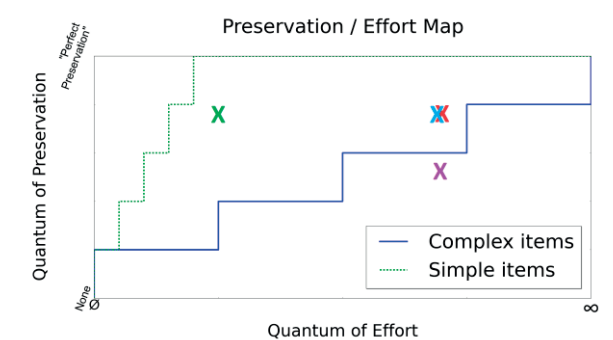 Preservation / Effort Map
"Perfect
Preservation"
Quantum of Preservation
X
X
X
X
Complex items
Simple items
None
Ø
∞
Quantum of Effort